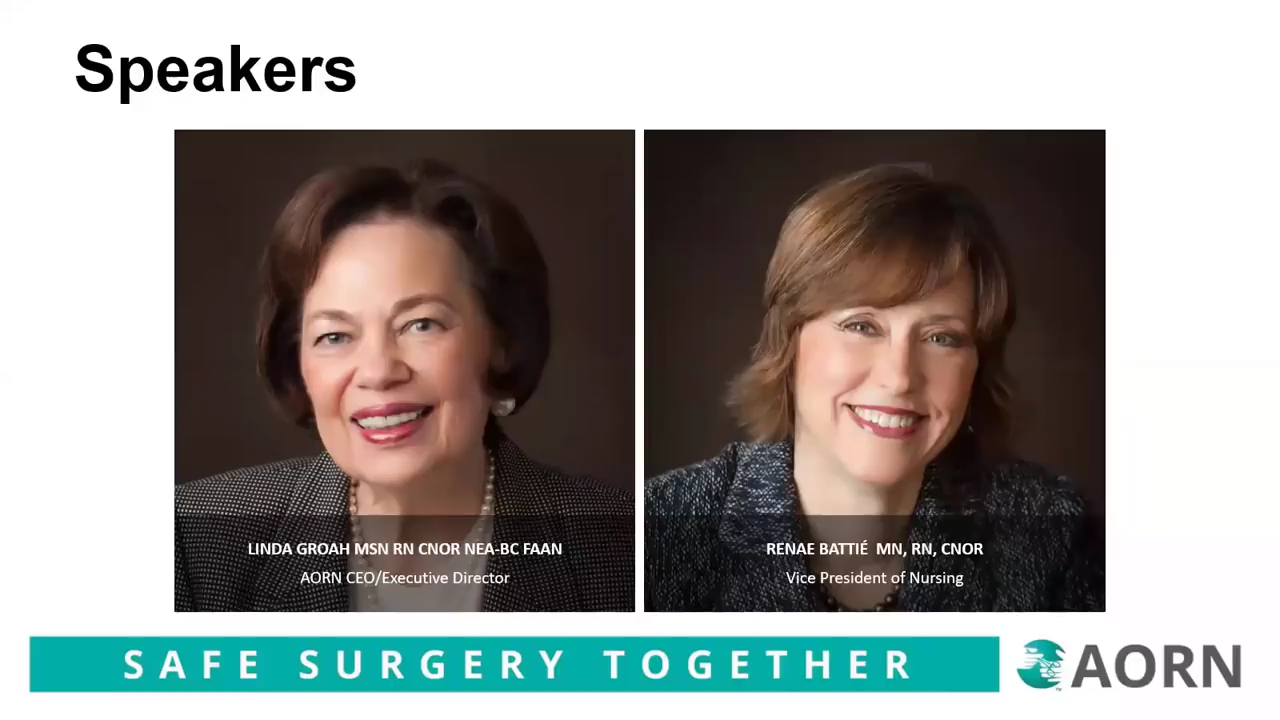 Speakers
LINDA GROAH MSN RN CNOR NEA-BC FAAN
AORN CEO/Executive Director
RENAE BATTIÉ  MN, RN, CNOR
Vice President of Nursing
SAFE SURGERY TOGETHER
AORN